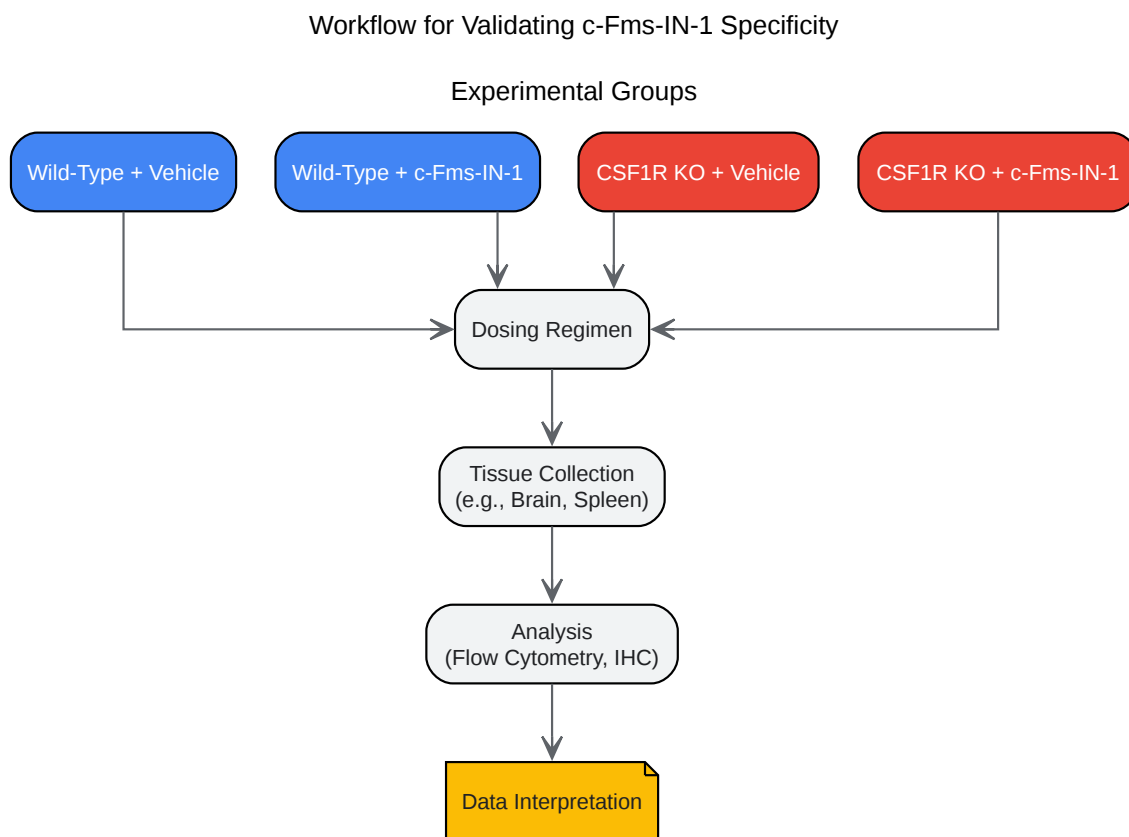 Workflow for Validating c-Fms-IN-1 Specificity
Experimental Groups
Wild-Type + Vehicle
Wild-Type + c-Fms-IN-1
CSF1R KO + Vehicle
CSF1R KO + c-Fms-IN-1
Dosing Regimen
Tissue Collection
(e.g., Brain, Spleen)
Analysis
(Flow Cytometry, IHC)
Data Interpretation